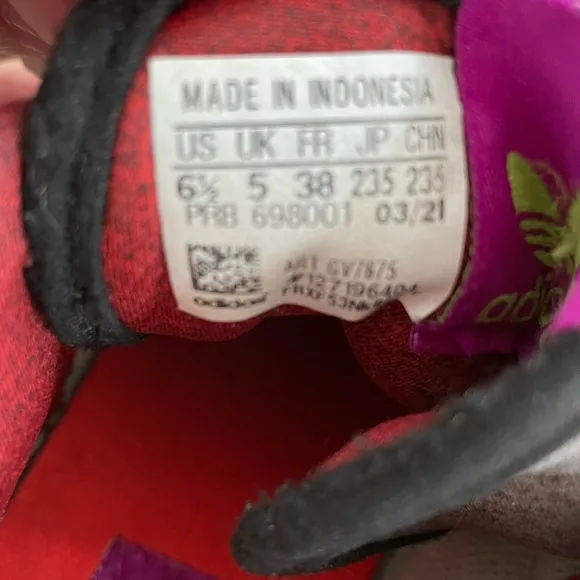 MADE IN INDONESIA
US UK FR JP CHN
6½ 5 38 235 235
PRB 698001 03/21
ART GV7675
#127196404
adidas